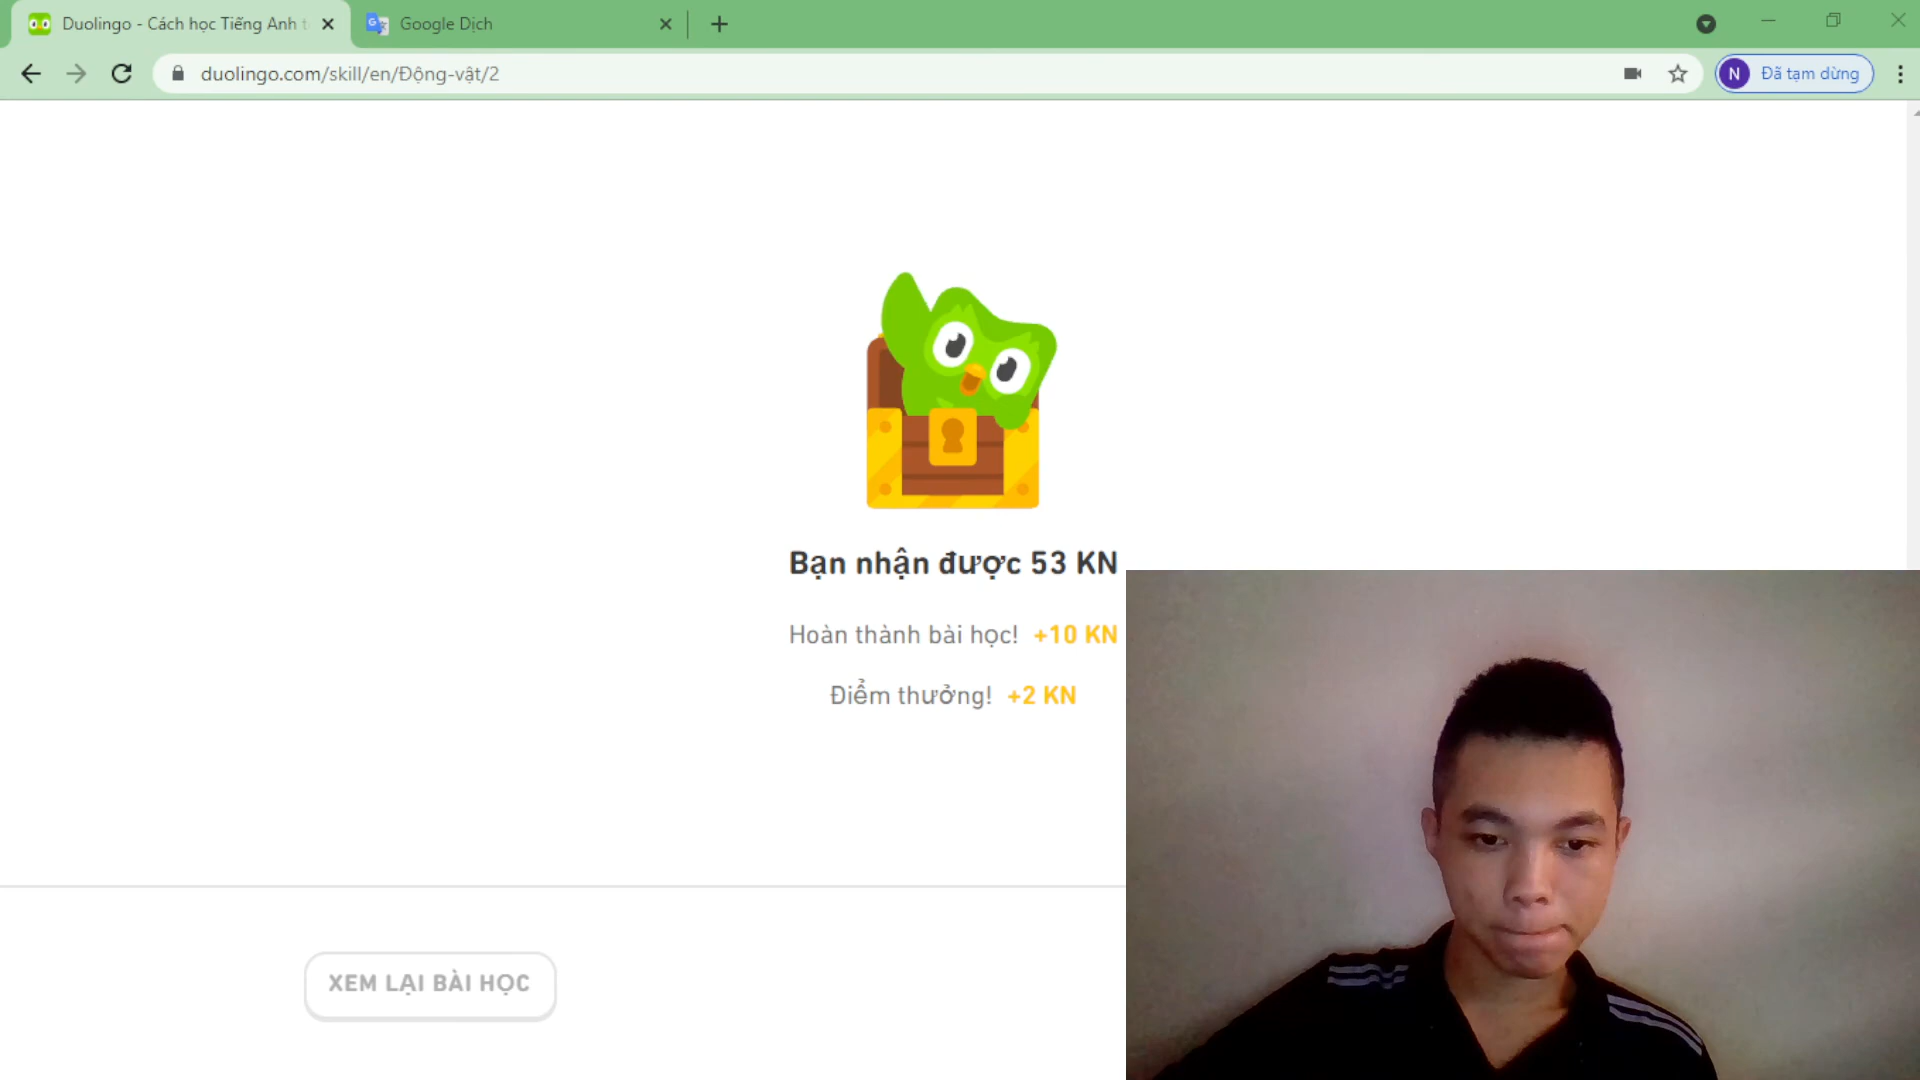 Duolingo - Cách học Tiếng Anh t
Google Dịch
duolingo.com/skill/en/Động-vật/2
N
Đã tạm dừng
Bạn nhận được 53 KN
Hoàn thành bài học! +10 KN
Điểm thưởng! +2 KN
XEM LẠI BÀI HỌC